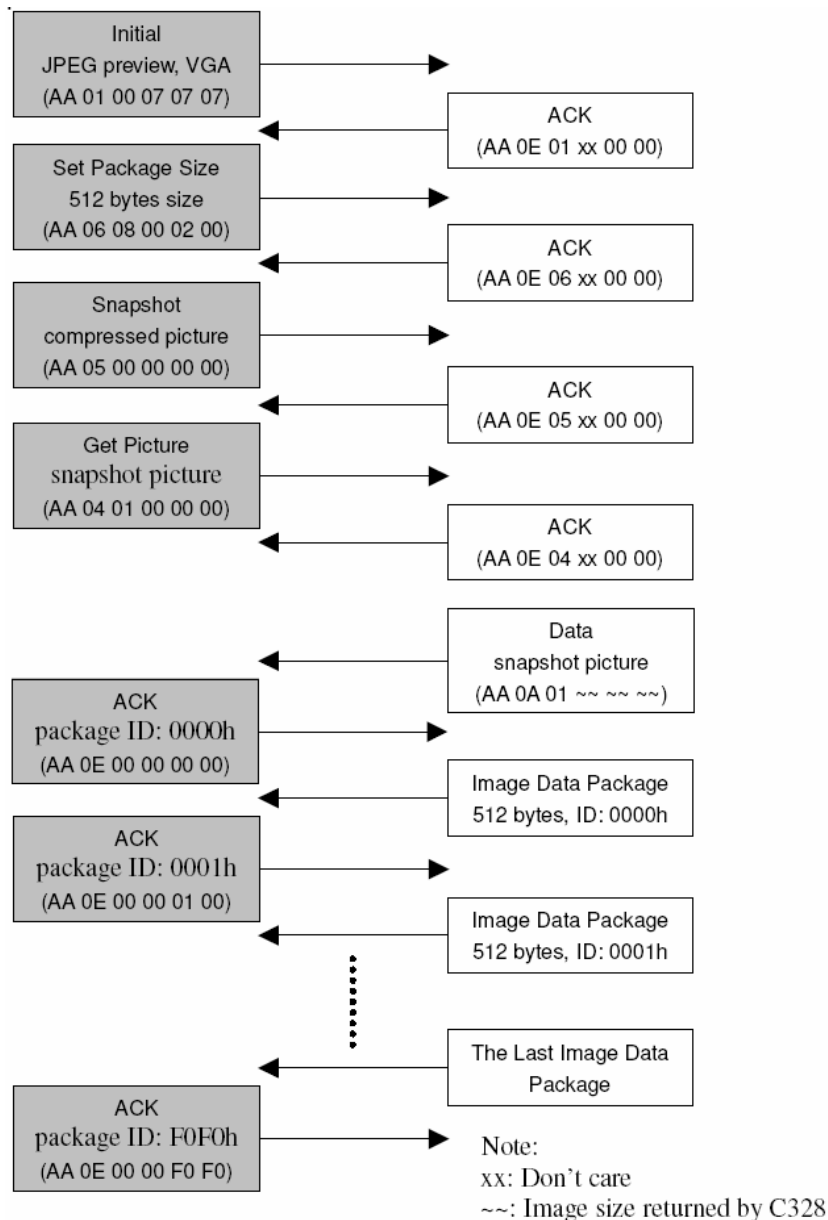 Initial
JPEG preview, VGA
(AA 01 00 07 07 07)
ACK
(AA 0E 01 xx 00 00)
Set Package Size
512 bytes size
(AA 06 08 00 02 00)
ACK
(AA 0E 06 xx 00 00)
Snapshot
compressed picture
(AA 05 00 00 00 00)
ACK
(AA 0E 05 xx 00 00)
Get Picture
snapshot picture
(AA 04 01 00 00 00)
ACK
(AA 0E 04 xx 00 00)
Data
snapshot picture
(AA 0A 01 ~~ ~~ ~~)
ACK
package ID: 0000h
(AA 0E 00 00 00 00)
Image Data Package
512 bytes, ID: 0000h
ACK
package ID: 0001h
(AA 0E 00 00 01 00)
Image Data Package
512 bytes, ID: 0001h
The Last Image Data
Package
ACK
package ID: F0F0h
(AA 0E 00 00 F0 F0)
Note:
xx: Don't care
~~: Image size returned by C328